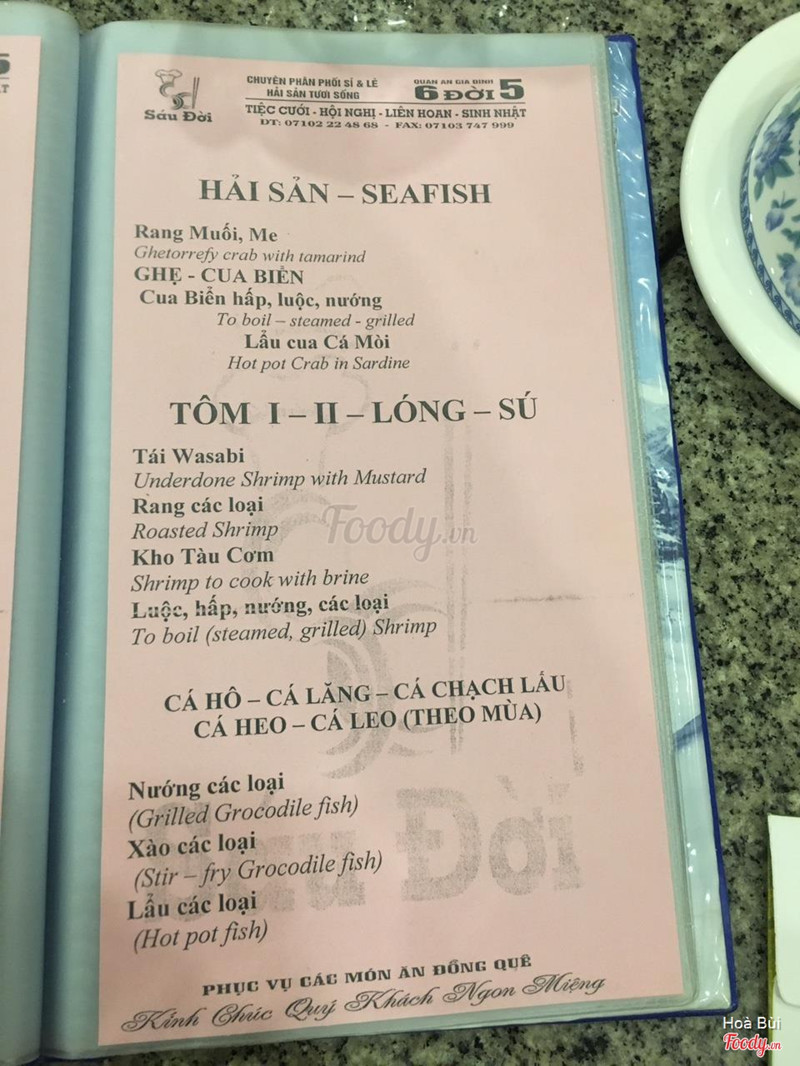 Sáu Đời
CHUYÊN PHÂN PHỐI SỈ & LẺ
HẢI SẢN TƯƠI SỐNG
QUÁN ĂN GIA ĐÌNH
6 ĐỜI 5
TIỆC CƯỚI - HỘI NGHỊ - LIÊN HOAN - SINH NHẬT
ĐT: 07102 22 48 68 - FAX: 07103 747 999
HẢI SẢN – SEAFISH
Rang Muối, Me
Ghetorrefy crab with tamarind
GHẸ - CUA BIỂN
Cua Biển hấp, luộc, nướng
To boil – steamed - grilled
Lẩu cua Cá Mòi
Hot pot Crab in Sardine
TÔM I – II – LÓNG – SÚ
Tái Wasabi
Underdone Shrimp with Mustard
Rang các loại
Roasted Shrimp
Kho Tàu Cơm
Shrimp to cook with brine
Luộc, hấp, nướng, các loại
To boil (steamed, grilled) Shrimp
CÁ HÔ – CÁ LĂNG – CÁ CHẠCH LẤU
CÁ HEO – CÁ LEO (THEO MÙA)
Nướng các loại
(Grilled Grocodile fish)
Xào các loại
(Stir – fry Grocodile fish)
Lẩu các loại
(Hot pot fish)
Sáu Đời
PHỤC VỤ CÁC MÓN ĂN ĐỒNG QUÊ
Kính Chúc Quý Khách Ngon Miệng
Foody.vn
Hoà Bùi
Foody.vn